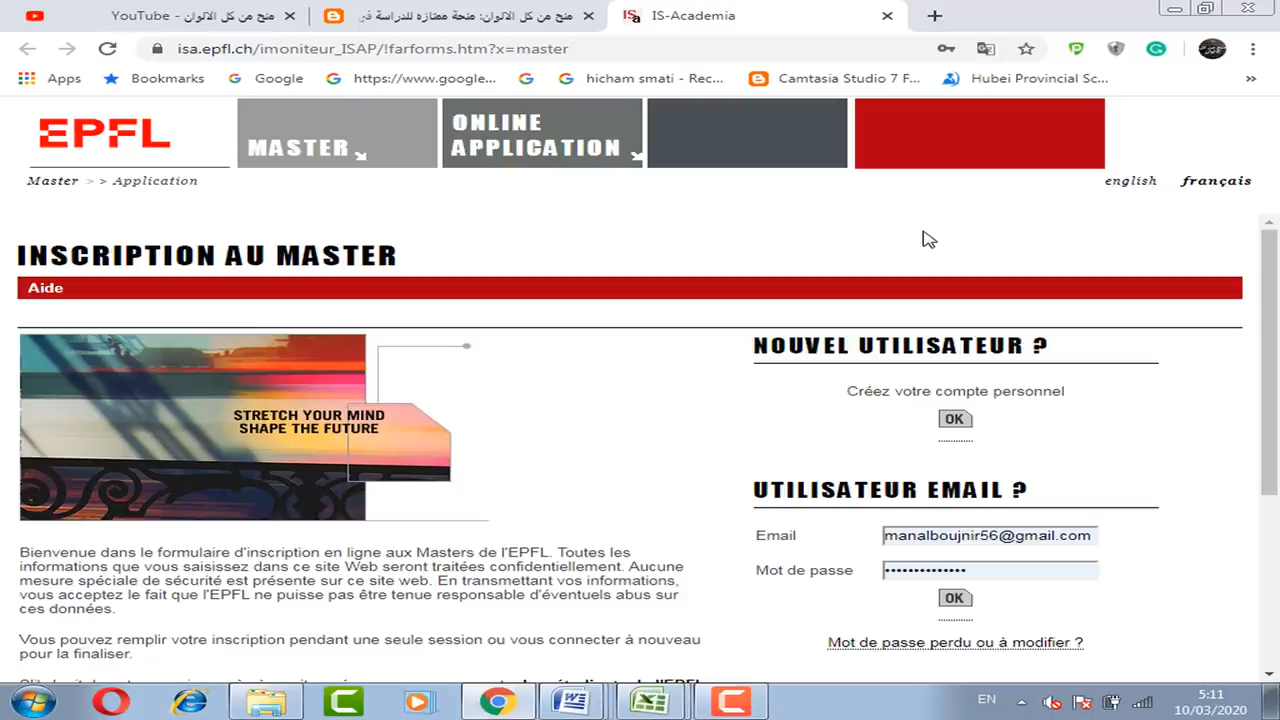 YouTube - منح من كل الالوان
منح من كل الالوان: منحة ممتازه للدراسة في
IS-Academia
isa.epfl.ch/imoniteur_ISAP/!farforms.htm?x=master
Apps
Bookmarks
Google
https://www.google...
hicham smati - Rec...
Camtasia Studio 7 F...
Hubei Provincial Sc...
»
EPFL
MASTER
ONLINE
APPLICATION
Master > > Application
english français
INSCRIPTION AU MASTER
Aide
STRETCH YOUR MIND
SHAPE THE FUTURE
NOUVEL UTILISATEUR ?
Créez votre compte personnel
OK
UTILISATEUR EMAIL ?
Email manalboujnir56@gmail.com
Mot de passe ••••••••••••••
OK
Mot de passe perdu ou à modifier ?
Bienvenue dans le formulaire d'inscription en ligne aux Masters de l'EPFL. Toutes les
informations que vous saisissez dans ce site Web seront traitées confidentiellement. Aucune
mesure spéciale de sécurité est présente sur ce site web. En transmettant vos informations,
vous acceptez le fait que l'EPFL ne puisse pas être tenue responsable d'éventuels abus sur
ces données.
Vous pouvez remplir votre inscription pendant une seule session ou vous connecter à nouveau
pour la finaliser.
EN
5:11
10/03/2020